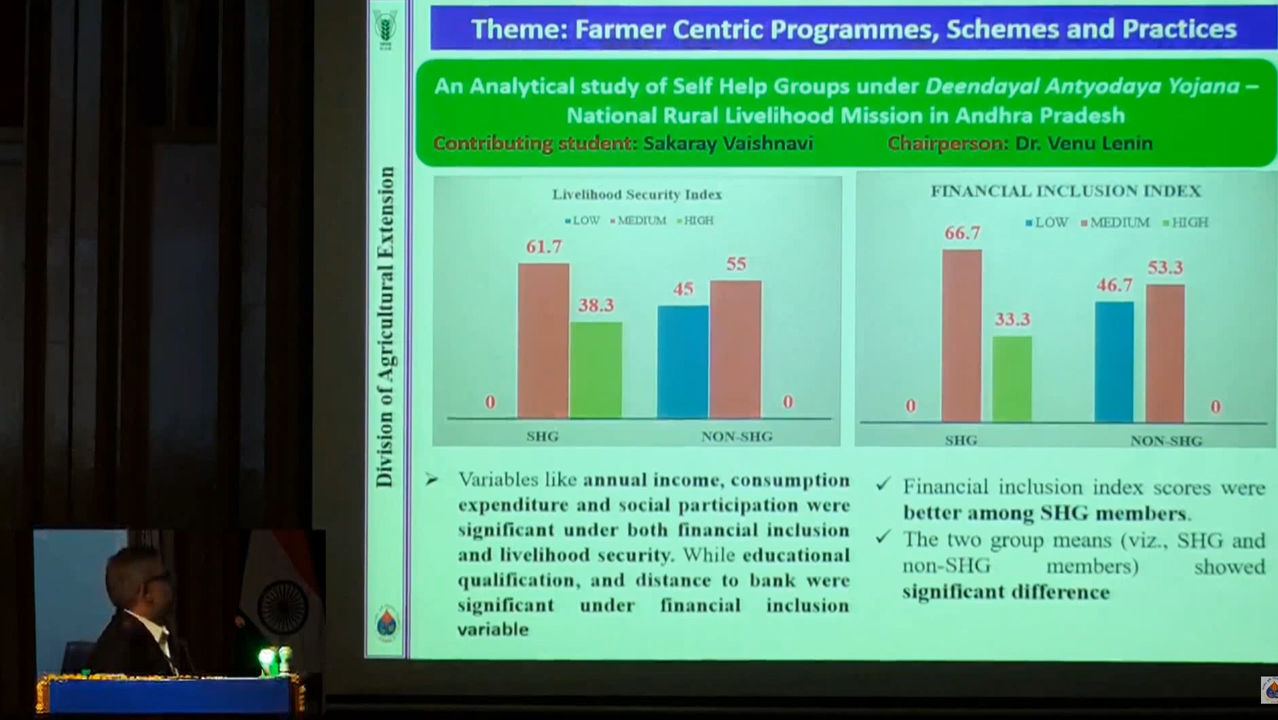 Theme: Farmer Centric Programmes, Schemes and Practices
An Analytical study of Self Help Groups under Deendayal Antyodaya Yojana –
National Rural Livelihood Mission in Andhra Pradesh
Contributing student: Sakaray Vaishnavi
Chairperson: Dr. Venu Lenin
Division of Agricultural Extension
Livelihood Security Index
LOW MEDIUM HIGH
61.7
55
45
38.3
0
0
SHG
NON-SHG
FINANCIAL INCLUSION INDEX
LOW MEDIUM HIGH
66.7
53.3
46.7
33.3
0
0
SHG
NON-SHG
Variables like annual income, consumption
expenditure and social participation were
significant under both financial inclusion
and livelihood security. While educational
qualification, and distance to bank were
significant under financial inclusion
variable
Financial inclusion index scores were
better among SHG members.
The two group means (viz., SHG and
non-SHG members) showed
significant difference